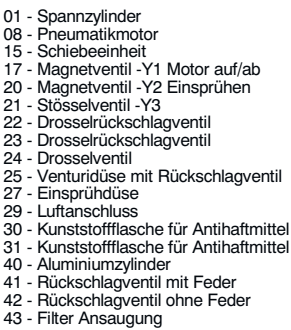 01 - Spannzylinder
08 - Pneumatikmotor
15 - Schiebeeinheit
17 - Magnetventil -Y1 Motor auf/ab
20 - Magnetventil -Y2 Einsprühen
21 - Stösselventil -Y3
22 - Drosselrückschlagventil
23 - Drosselrückschlagventil
24 - Drosselventil
25 - Venturidüse mit Rückschlagventil
27 - Einsprühdüse
29 - Luftanschluss
30 - Kunststoffflasche für Antihaftmittel
31 - Kunststoffflasche für Antihaftmittel
40 - Aluminiumzylinder
41 - Rückschlagventil mit Feder
42 - Rückschlagventil ohne Feder
43 - Filter Ansaugung